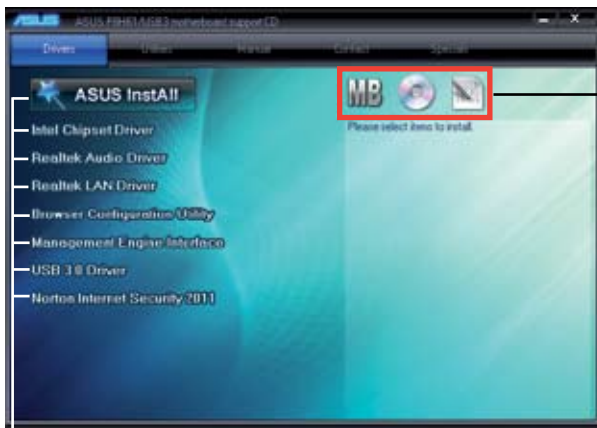 ASUS ASUS P8H61/USB3 motherboard support CD
Drivers Utilities Manual Contact Specials
ASUS InstAll
MB
Please select items to install.
Intel Chipset Driver
Realtek Audio Driver
Realtek LAN Driver
Browser Configuration Utility
Management Engine Interface
USB 3.0 Driver
Norton Internet Security 2011